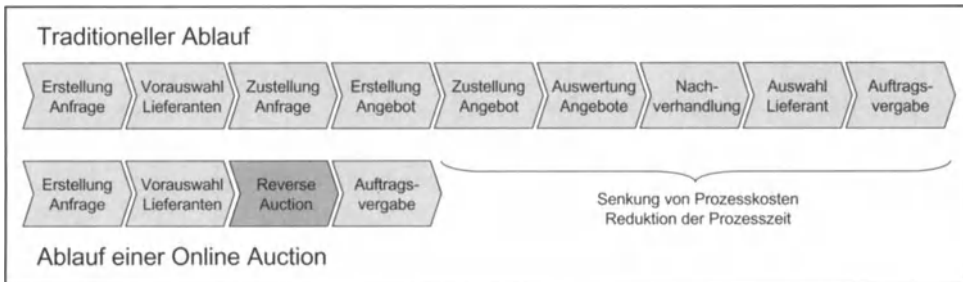 Traditioneller Ablauf
Erstellung
Anfrage
Vorauswahl
Lieferanten
Zustellung
Anfrage
Erstellung
Angebot
Zustellung
Angebot
Auswertung
Angebote
Nach-
verhandlung
Auswahl
Lieferant
Auftrags-
vergabe
Erstellung
Anfrage
Vorauswahl
Lieferanten
Reverse
Auction
Auftrags-
vergabe
Senkung von Prozesskosten
Reduktion der Prozesszeit
Ablauf einer Online Auction